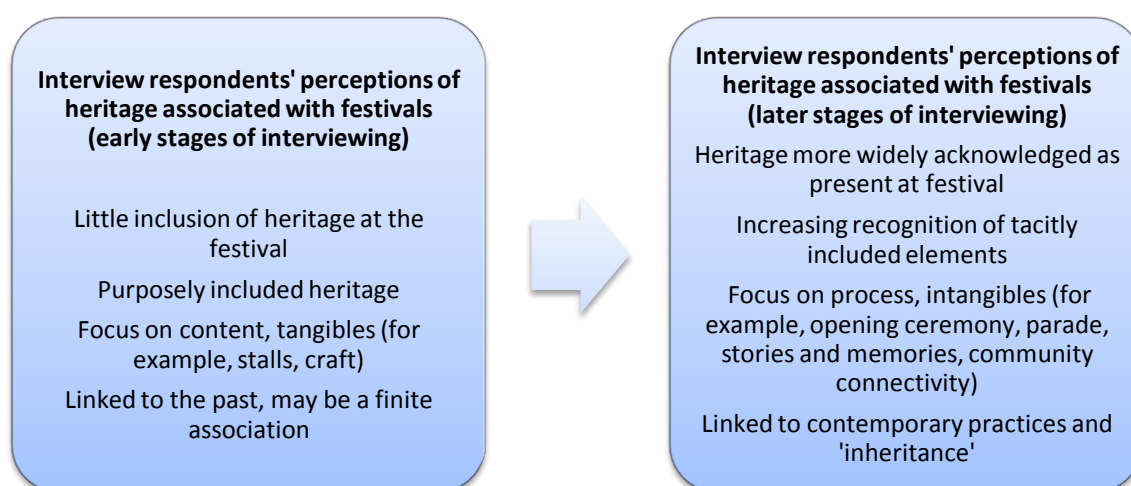 Interview respondents' perceptions of
heritage associated with festivals
(early stages of interviewing)
Little inclusion of heritage at the
festival
Purposely included heritage
Focus on content, tangibles (for
example, stalls, craft)
Linked to the past, may be a finite
association
Interview respondents' perceptions of
heritage associated with festivals
(later stages of interviewing)
Heritage more widely acknowledged as
present at festival
Increasing recognition of tacitly
included elements
Focus on process, intangibles (for
example, opening ceremony, parade,
stories and memories, community
connectivity)
Linked to contemporary practices and
'inheritance'